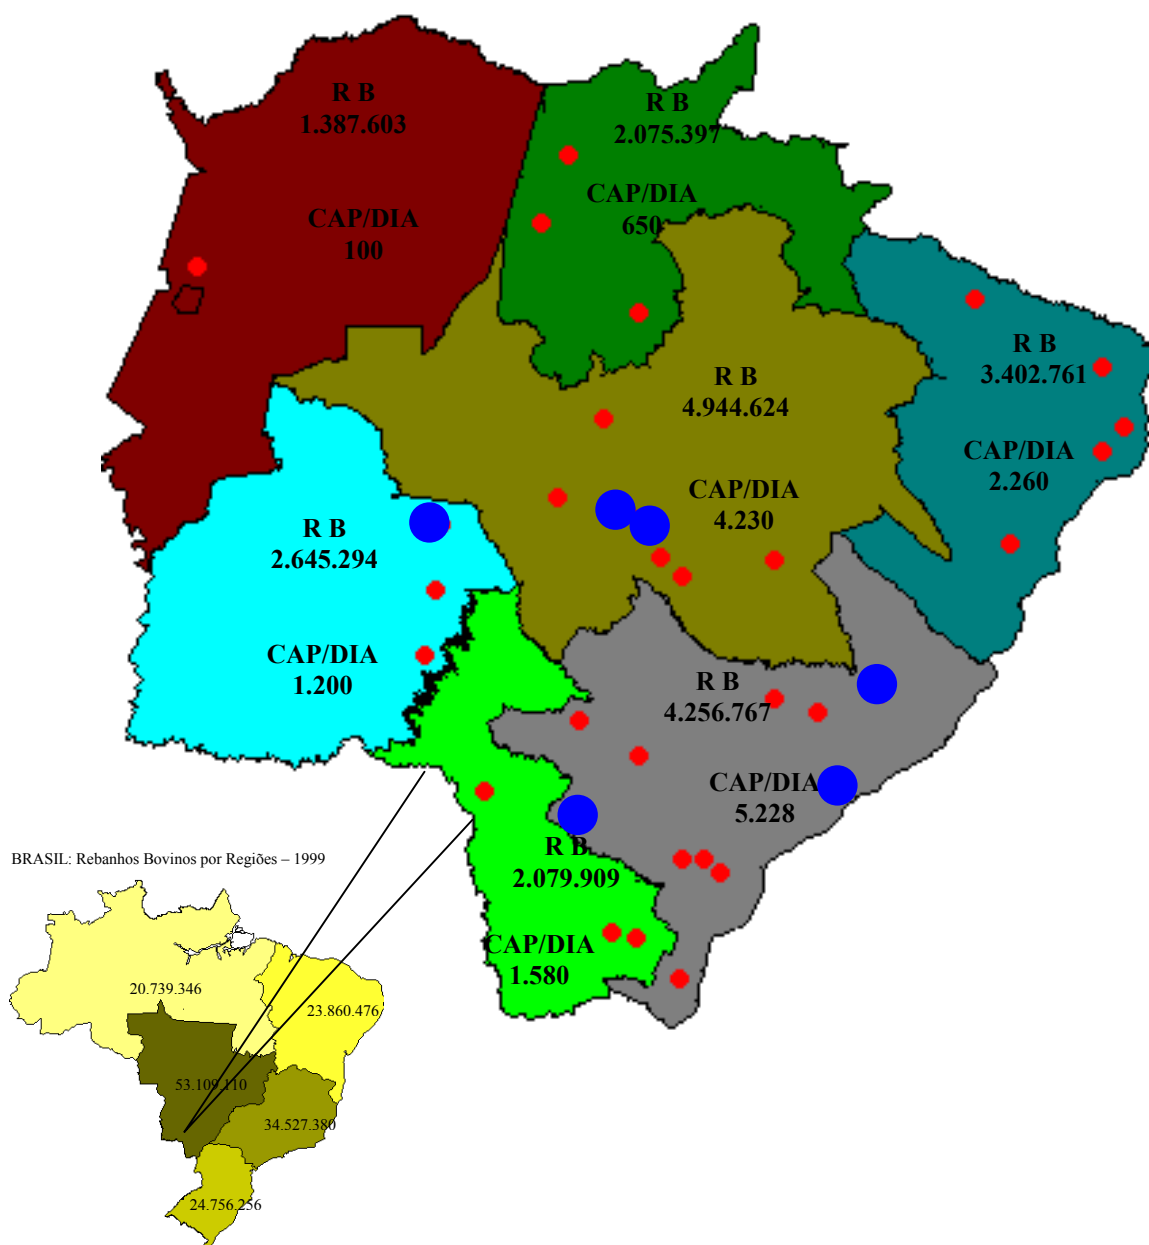 R B
1.387.603
CAP/DIA
100
R B
2.075.397
CAP/DIA
650
R B
3.402.761
CAP/DIA
2.260
R B
4.944.624
CAP/DIA
4.230
R B
2.645.294
CAP/DIA
1.200
R B
4.256.767
CAP/DIA
5.228
R B
2.079.909
CAP/DIA
1.580
BRASIL: Rebanhos Bovinos por Regiões – 1999
20.739.346
23.860.476
53.109.110
34.527.380
24.756.256